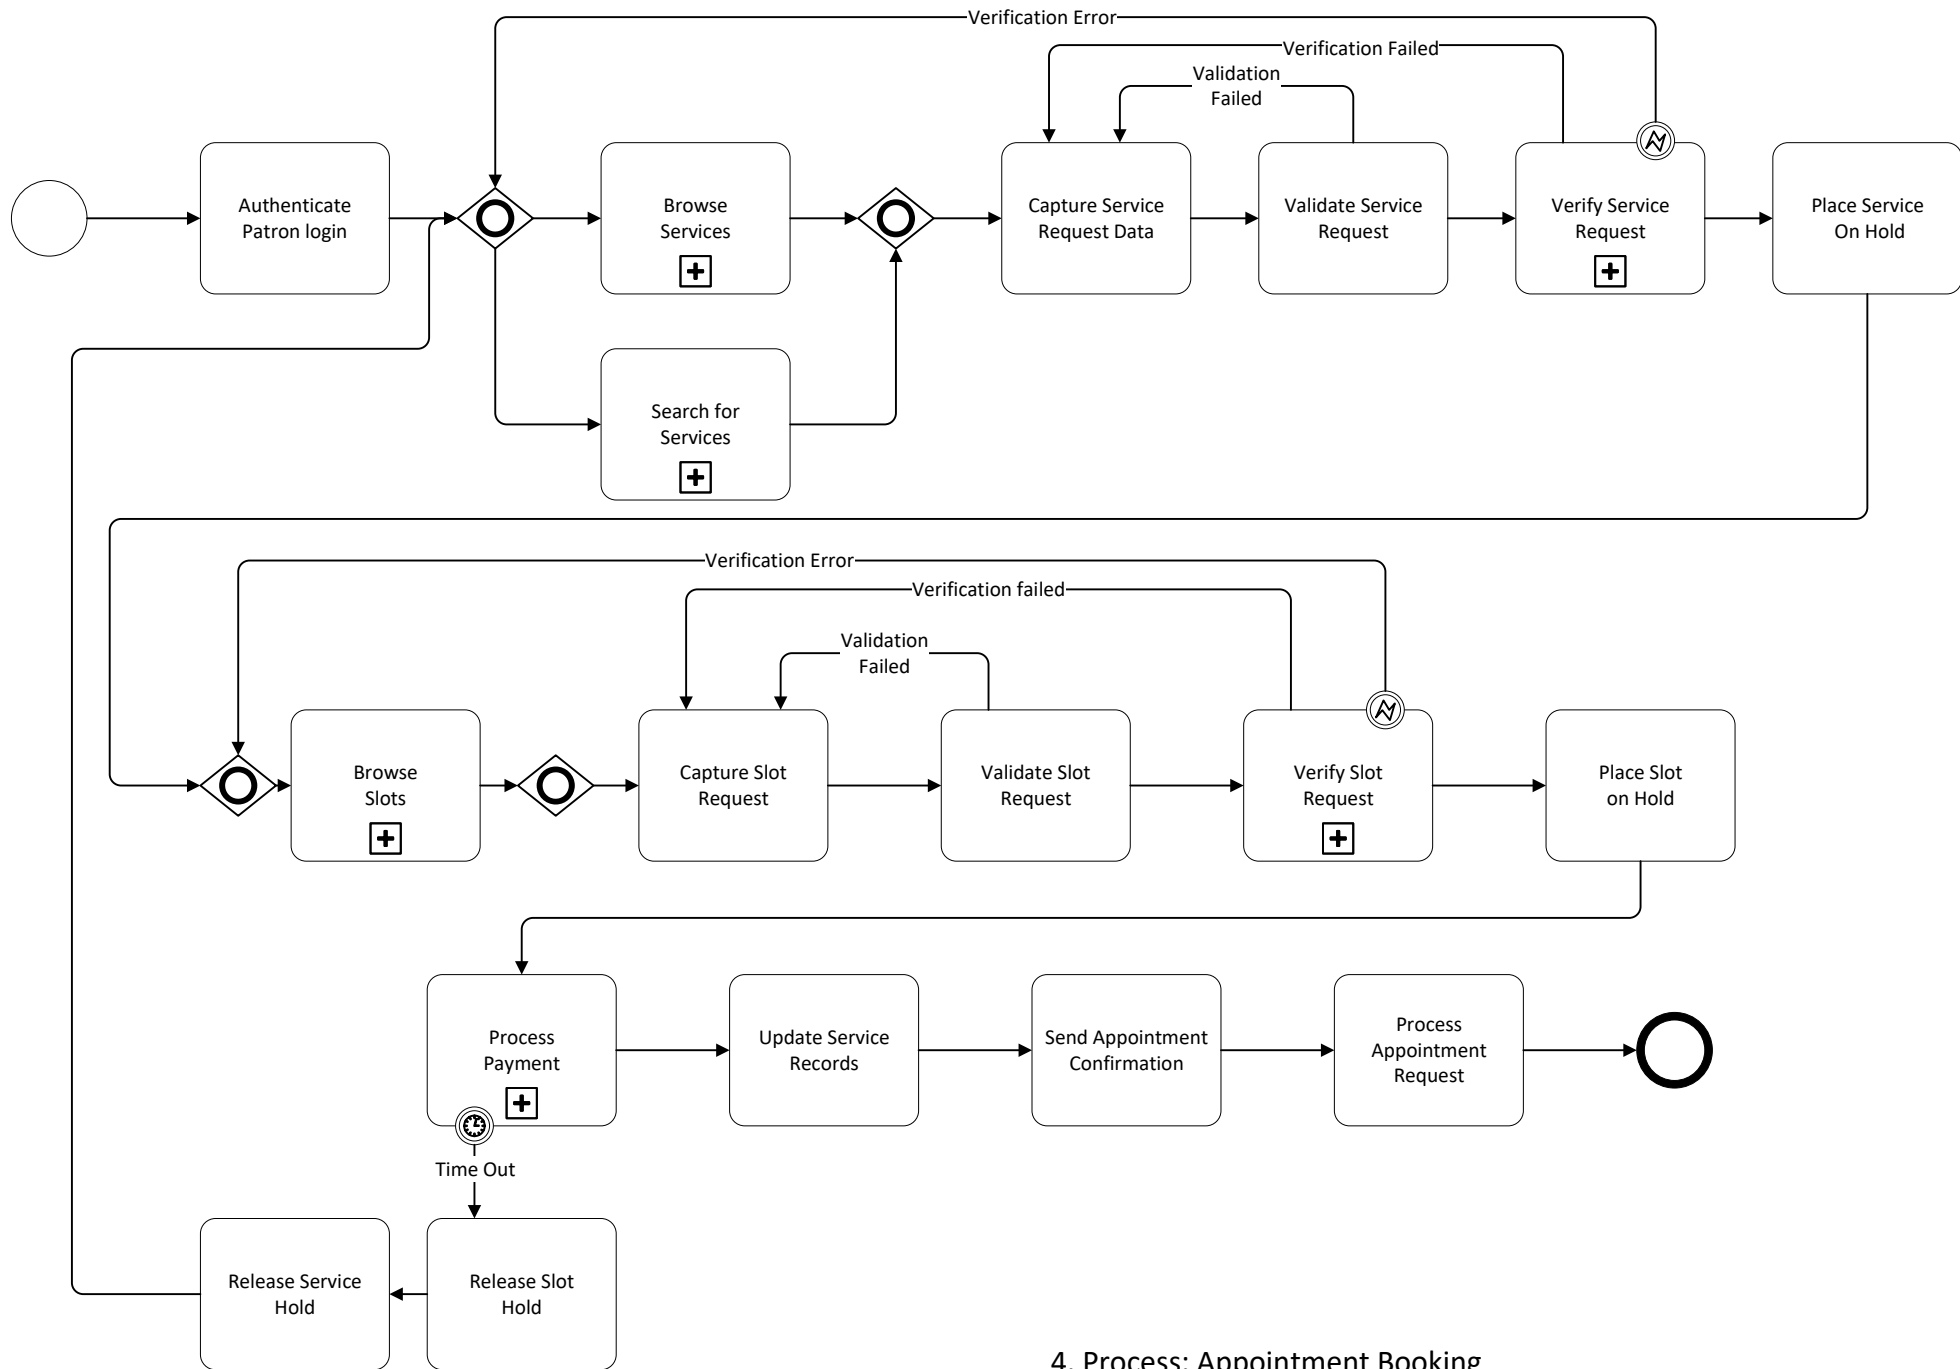 Verification Error
Verification Failed
Validation
Failed
Authenticate
Patron login
Browse
Services
Capture Service
Request Data
Validate Service
Request
Verify Service
Request
Place Service
On Hold
Search for
Services
Verification Error
Verification failed
Validation
Failed
Browse
Slots
Capture Slot
Request
Validate Slot
Request
Verify Slot
Request
Place Slot
on Hold
Process
Payment
Update Service
Records
Send Appointment
Confirmation
Process
Appointment
Request
Time Out
Release Service
Hold
Release Slot
Hold
4. Process: Appointment Booking